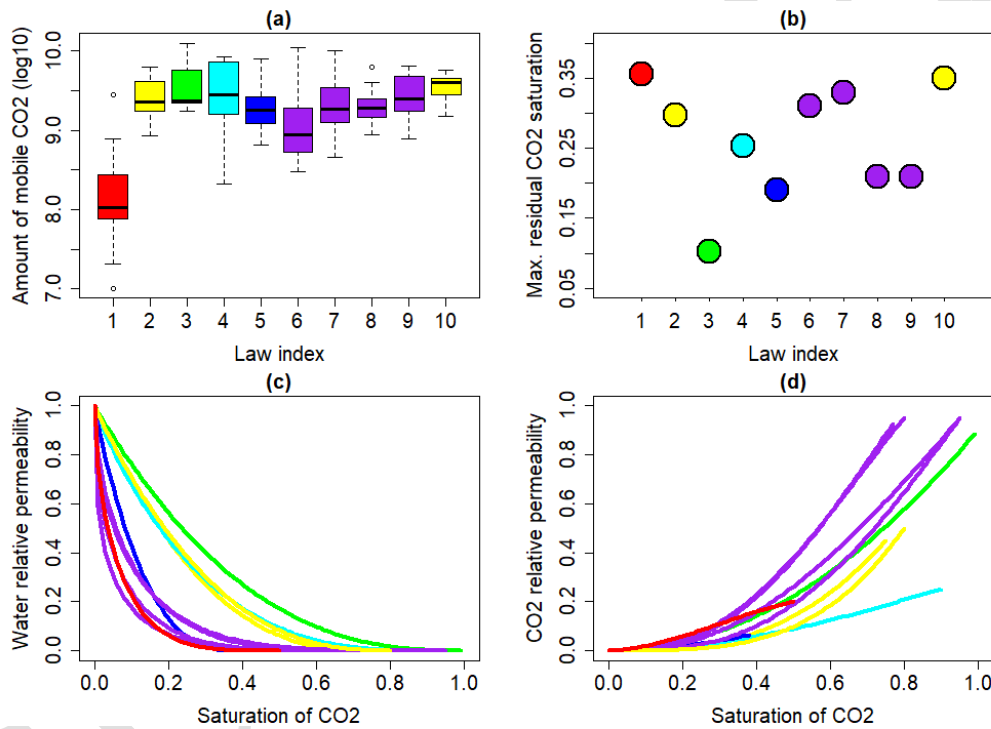 (a)
Amount of mobile CO2 (log10)
10.0
9.0
8.0
7.0
1 2 3 4 5 6 7 8 9 10
Law index
(b)
Max. residual CO2 saturation
0.35
0.25
0.15
0.05
1 2 3 4 5 6 7 8 9 10
Law index
(c)
Water relative permeability
1.0
0.8
0.6
0.4
0.2
0.0
0.0 0.2 0.4 0.6 0.8 1.0
Saturation of CO2
(d)
CO2 relative permeability
1.0
0.8
0.6
0.4
0.2
0.0
0.0 0.2 0.4 0.6 0.8 1.0
Saturation of CO2